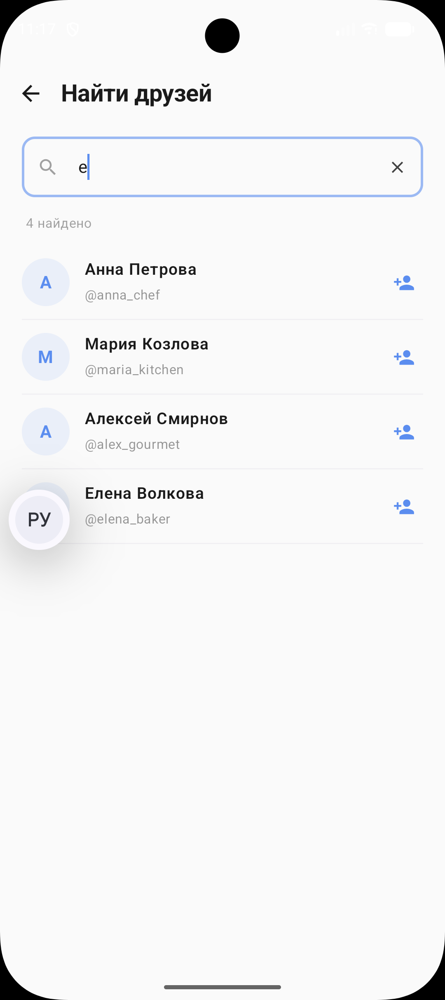 11:17
Найти друзей
e
4 найдено
А
Анна Петрова
@anna_chef
М
Мария Козлова
@maria_kitchen
А
Алексей Смирнов
@alex_gourmet
Елена Волкова
РУ
@elena_baker